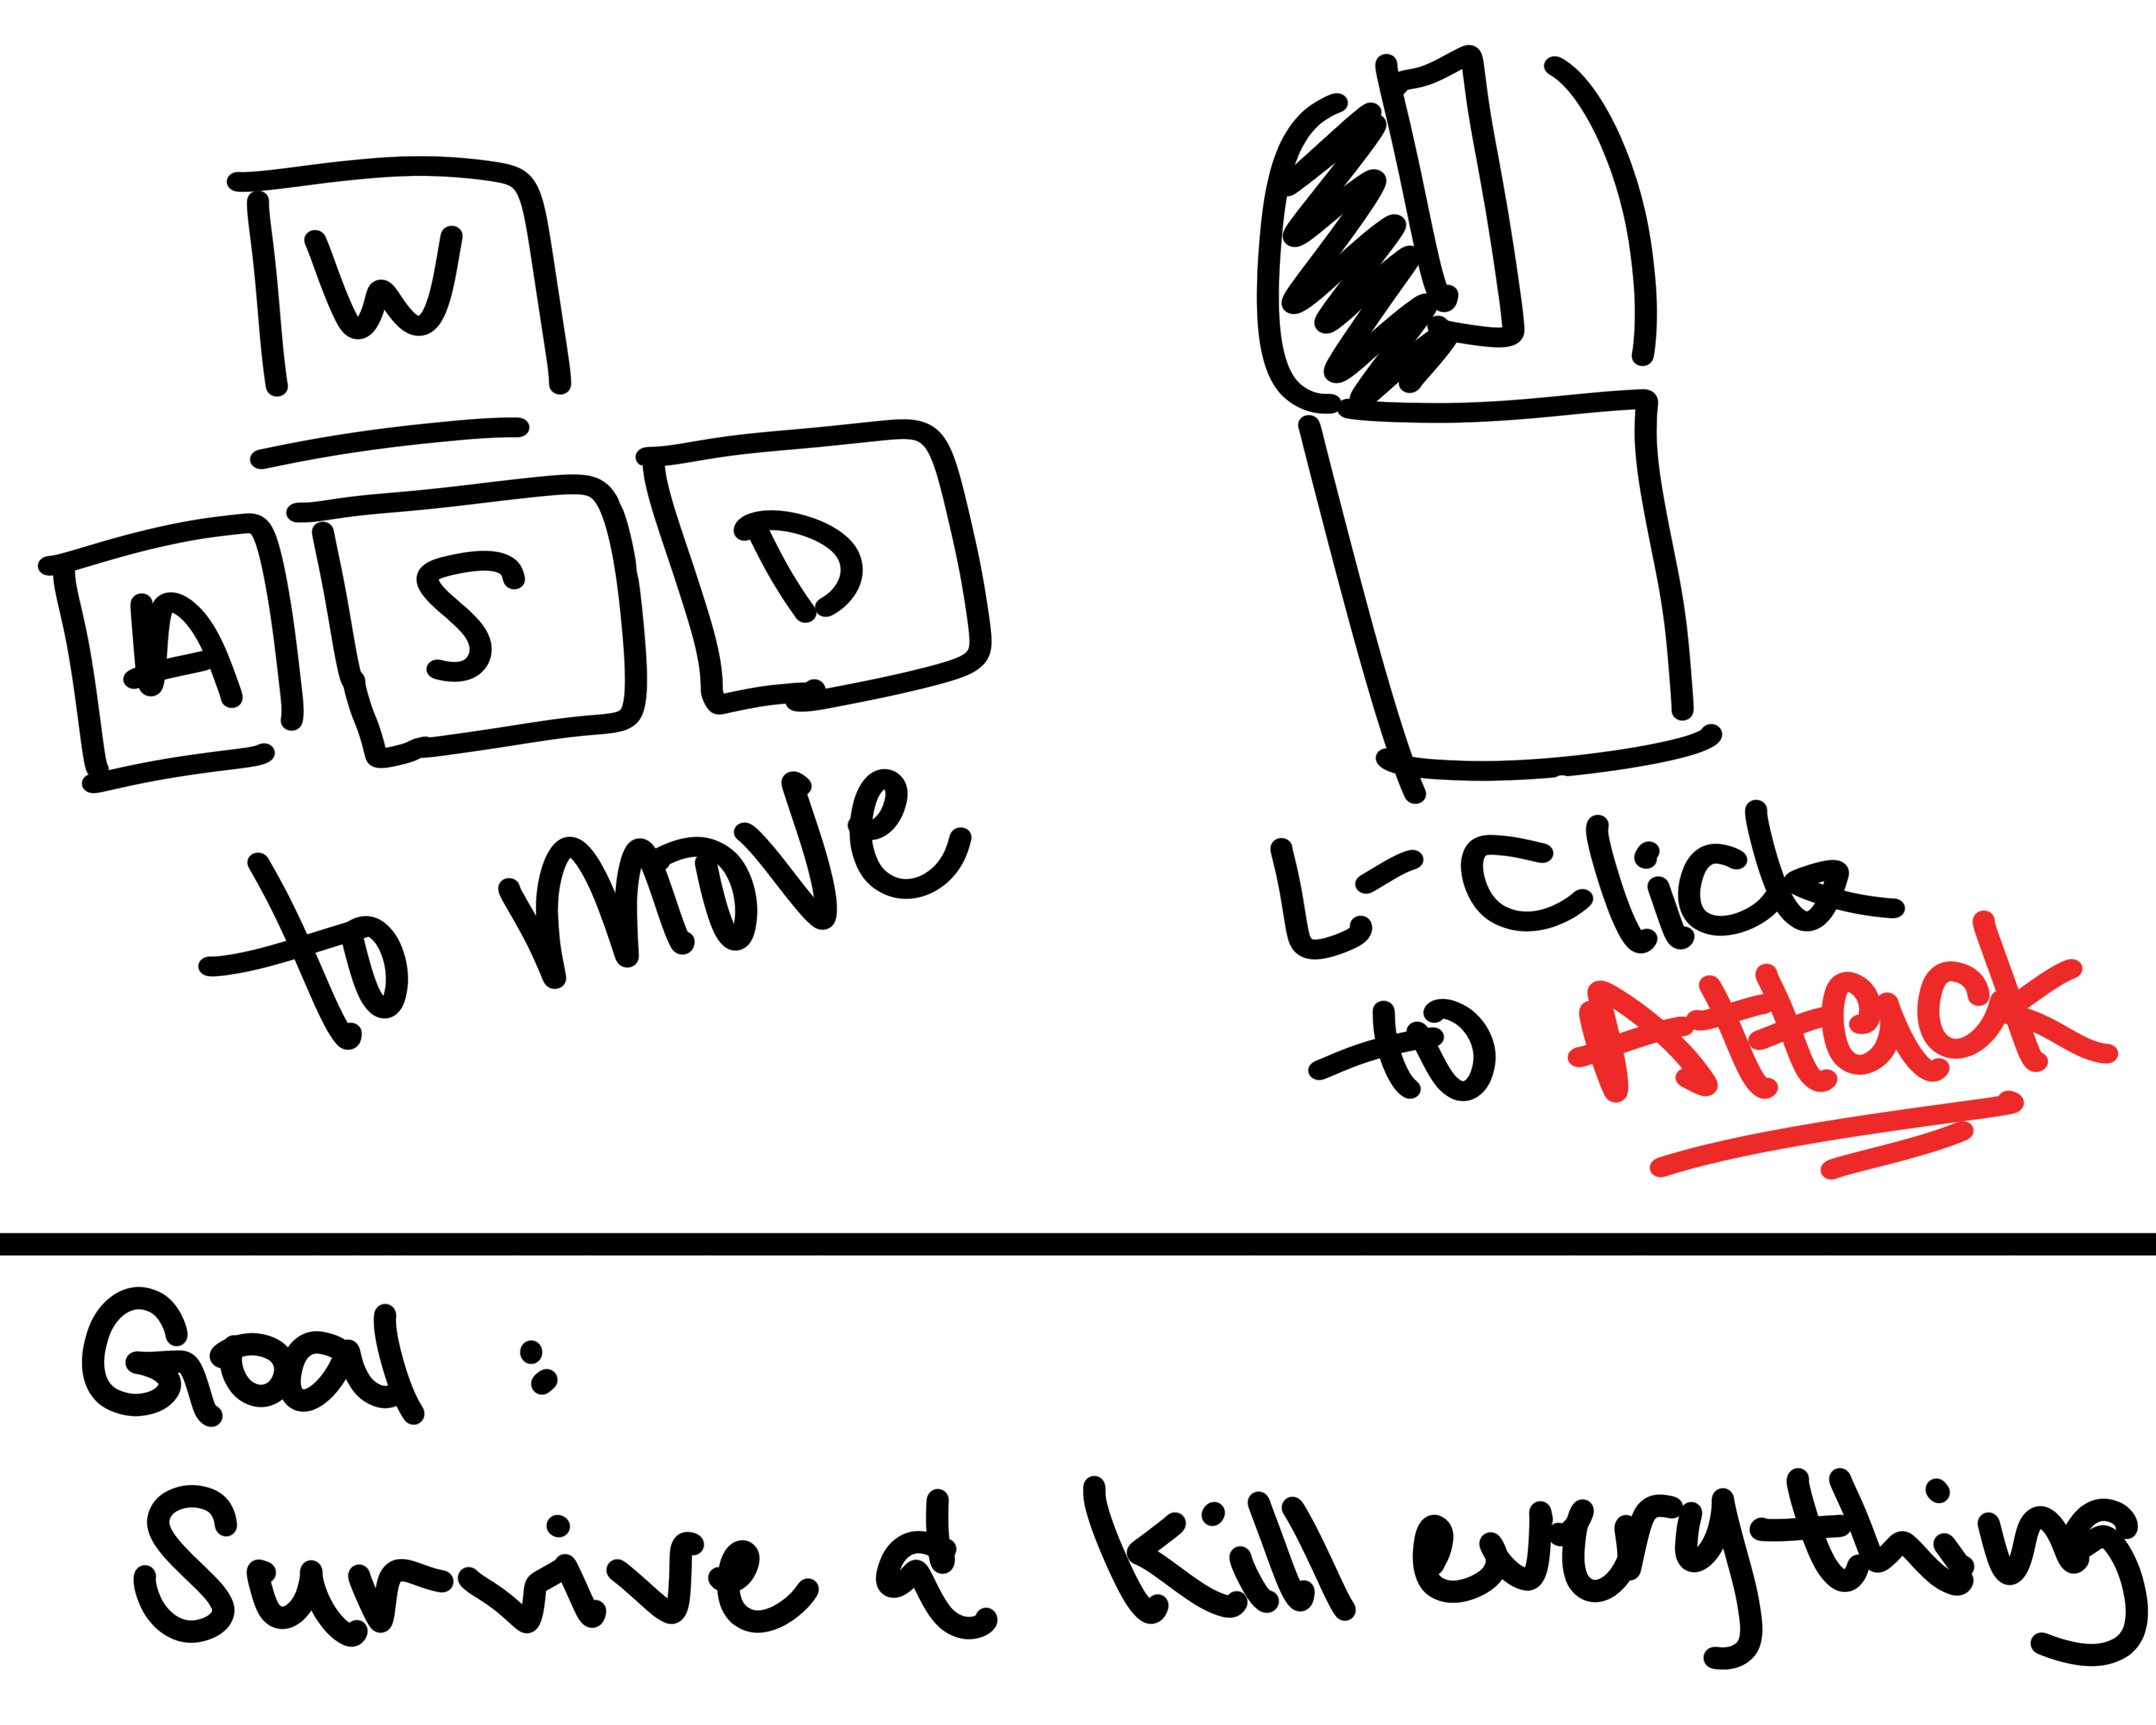 W
A S D
to move
L-Click
to Attack
Goal :
Survive & kill everything